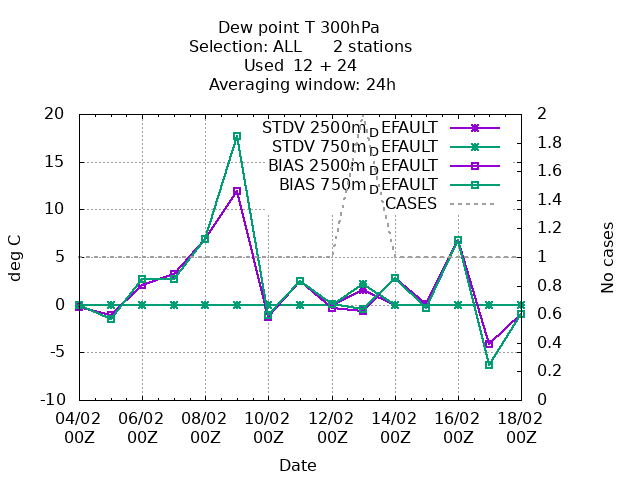 Dew point T 300hPa
Selection: ALL 2 stations
Used 12 + 24
Averaging window: 24h
20
15
10
5
0
-5
-10
2
1.8
1.6
1.4
1.2
1
0.8
0.6
0.4
0.2
0
deg C
No cases
STDV 2500m_DEFAULT
STDV 750m_DEFAULT
BIAS 2500m_DEFAULT
BIAS 750m_DEFAULT
CASES
04/02 06/02 08/02 10/02 12/02 14/02 16/02 18/02
00Z 00Z 00Z 00Z 00Z 00Z 00Z 00Z
Date